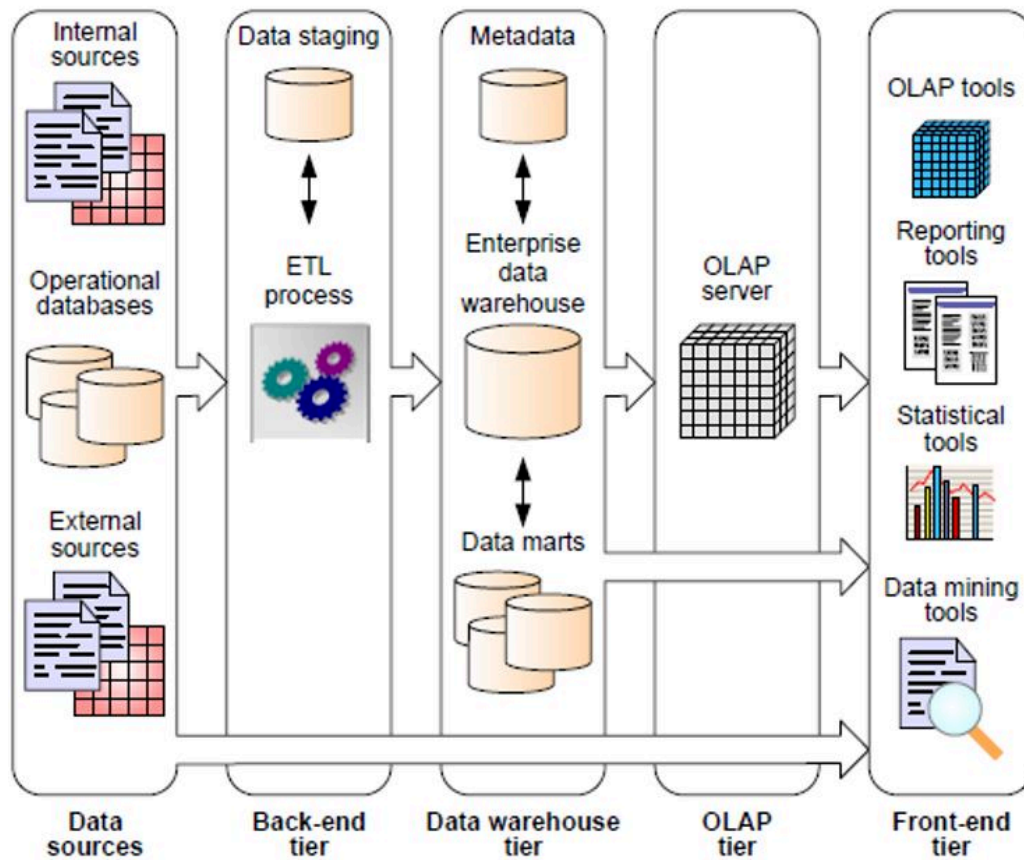 Internal
sources
Operational
databases
External
sources
Data
sources
Data staging
ETL
process
Back-end
tier
Metadata
Enterprise
data
warehouse
Data marts
Data warehouse
tier
OLAP
server
OLAP
tier
OLAP tools
Reporting
tools
Statistical
tools
Data mining
tools
Front-end
tier